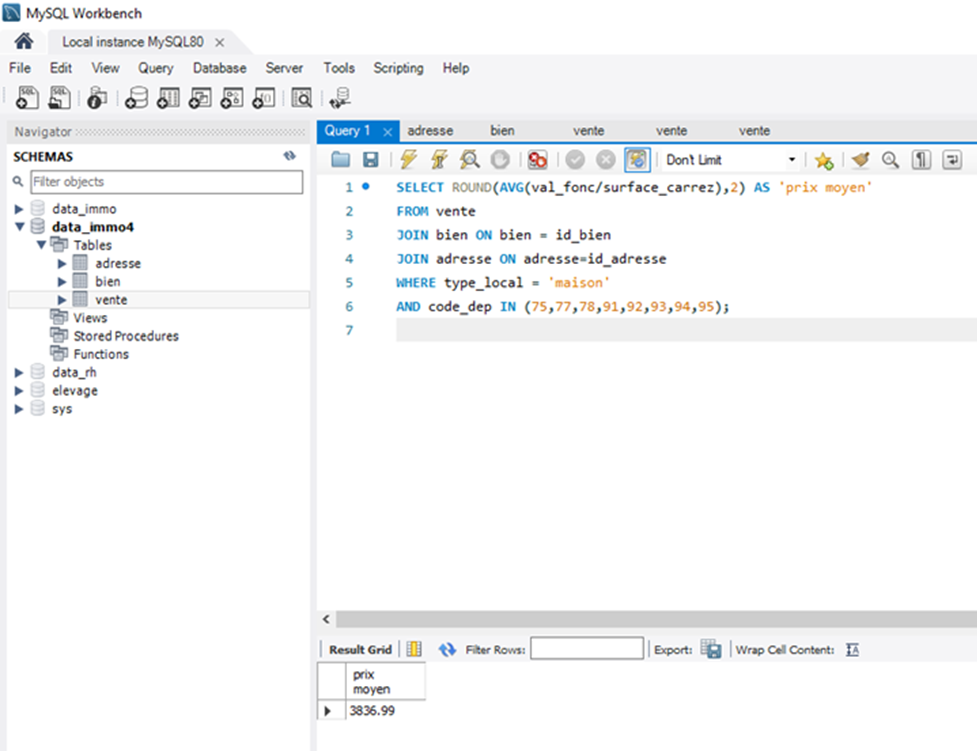 MySQL Workbench
Local instance MySQL80
File Edit View Query Database Server Tools Scripting Help
Navigator
SCHEMAS
Filter objects
data_immo
data_immo4
Tables
adresse
bien
vente
Views
Stored Procedures
Functions
data_rh
elevage
sys
Query 1 adresse bien vente vente vente
Don't Limit
1 SELECT ROUND(AVG(val_fonc/surface_carrez),2) AS 'prix moyen'
2 FROM vente
3 JOIN bien ON bien = id_bien
4 JOIN adresse ON adresse=id_adresse
5 WHERE type_local = 'maison'
6 AND code_dep IN (75,77,78,91,92,93,94,95);
7
Result Grid Filter Rows: Export: Wrap Cell Content: IA
prix
moyen
3836.99